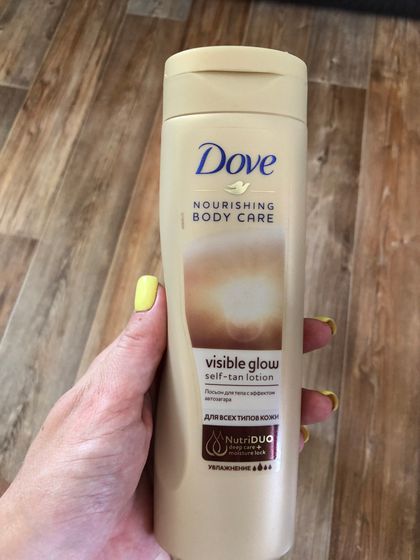 Dove
NOURISHING
BODY CARE
visible glow
self-tan lotion
Лосьон для тела с эффектом
автозагара
ДЛЯ ВСЕХ ТИПОВ КОЖИ
NutriDUO
deep care +
moisture lock
УВЛАЖНЕНИЕ